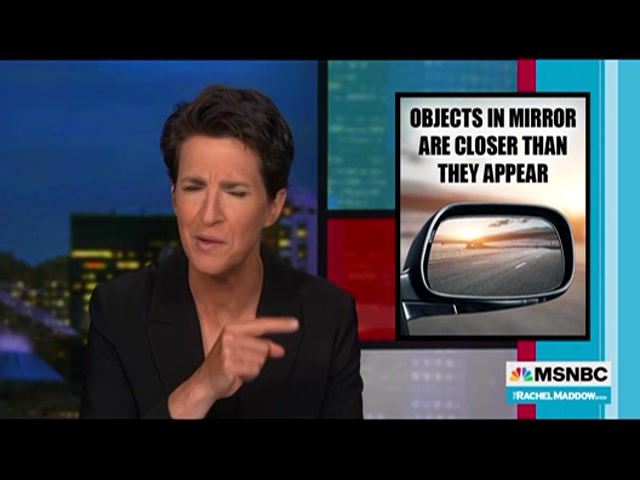 OBJECTS IN MIRROR
ARE CLOSER THAN
THEY APPEAR
MSNBC
THE RACHEL MADDOW SHOW